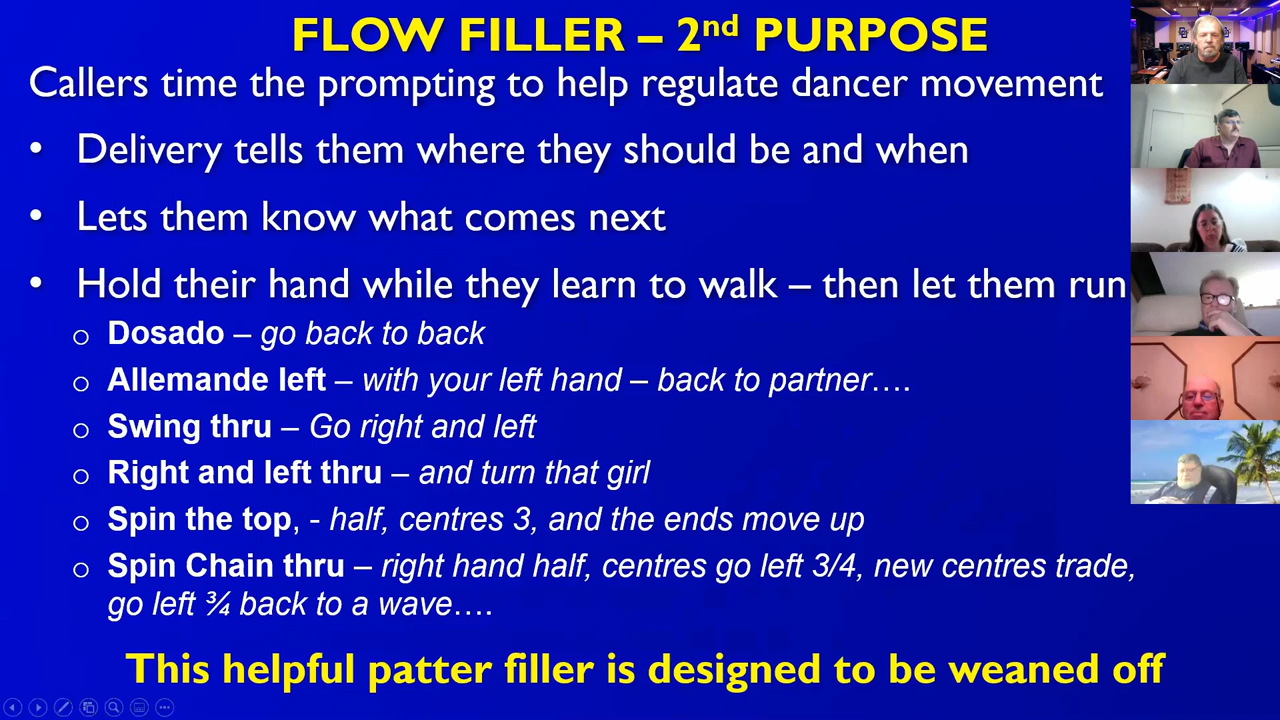 FLOW FILLER – 2nd PURPOSE
Callers time the prompting to help regulate dancer movement
• Delivery tells them where they should be and when
• Lets them know what comes next
• Hold their hand while they learn to walk – then let them run
o Dosado – go back to back
o Allemande left – with your left hand – back to partner….
o Swing thru – Go right and left
o Right and left thru – and turn that girl
o Spin the top, - half, centres 3, and the ends move up
o Spin Chain thru – right hand half, centres go left 3/4, new centres trade,
go left ¾ back to a wave….
This helpful patter filler is designed to be weaned off